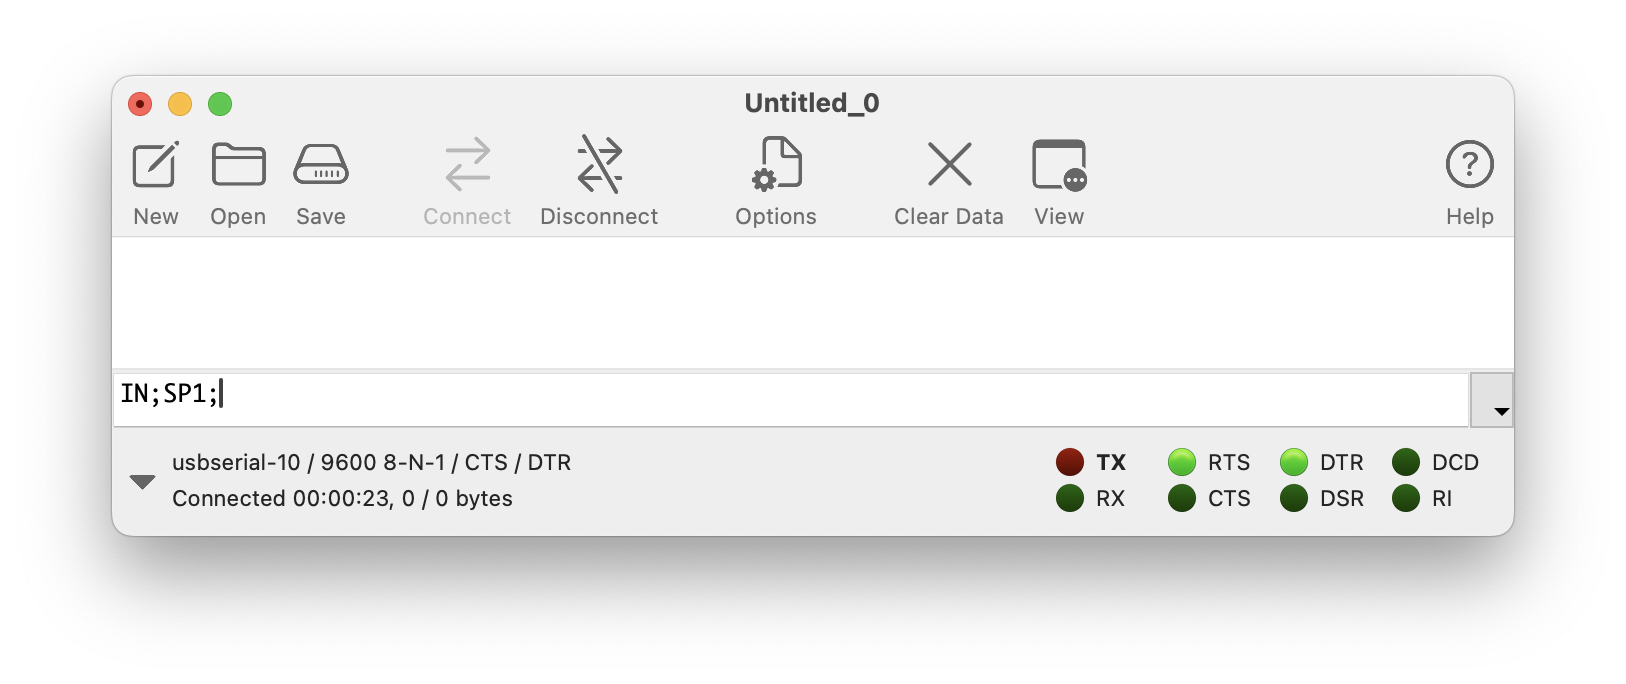 Untitled_0
New Open Save Connect Disconnect Options Clear Data View Help
IN;SP1;
usbserial-10 / 9600 8-N-1 / CTS / DTR
Connected 00:00:23, 0 / 0 bytes
TX RTS DTR DCD
RX CTS DSR RI